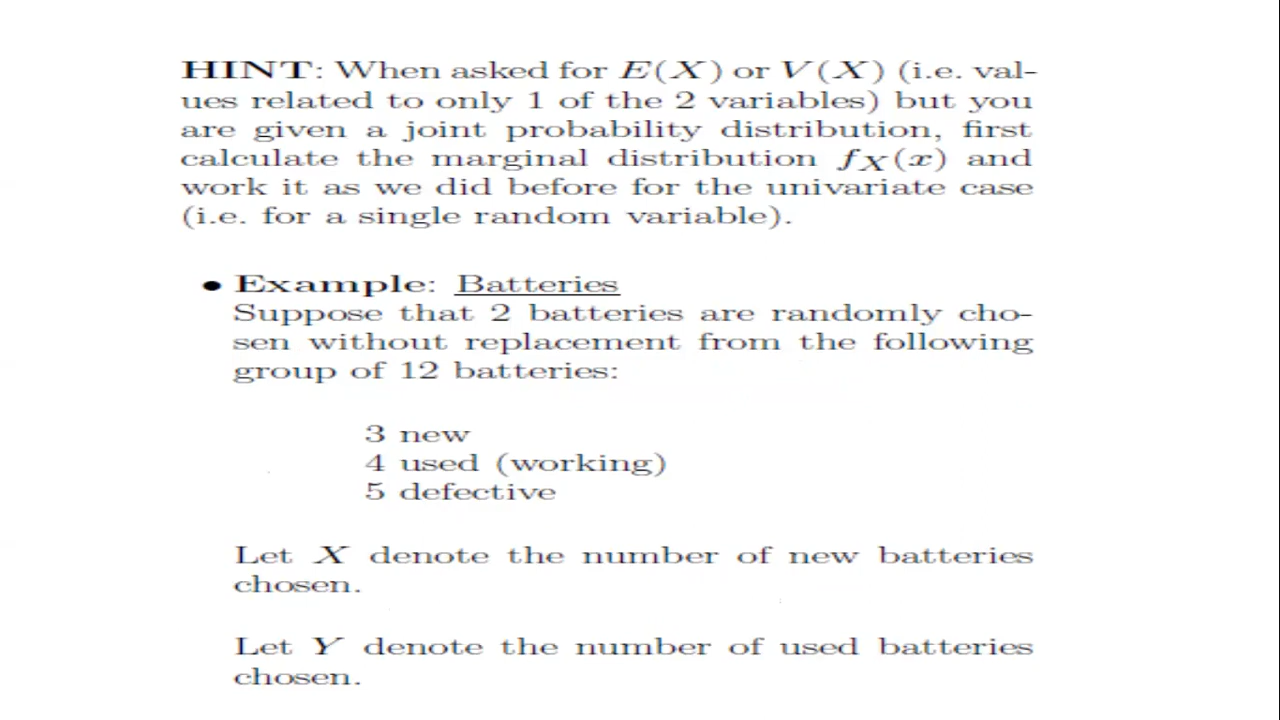 HINT: When asked for E(X) or V(X) (i.e. val-
ues related to only 1 of the 2 variables) but you
are given a joint probability distribution, first
calculate the marginal distribution fX(x) and
work it as we did before for the univariate case
(i.e. for a single random variable).
• Example: Batteries
Suppose that 2 batteries are randomly cho-
sen without replacement from the following
group of 12 batteries:
3 new
4 used (working)
5 defective
Let X denote the number of new batteries
chosen.
Let Y denote the number of used batteries
chosen.